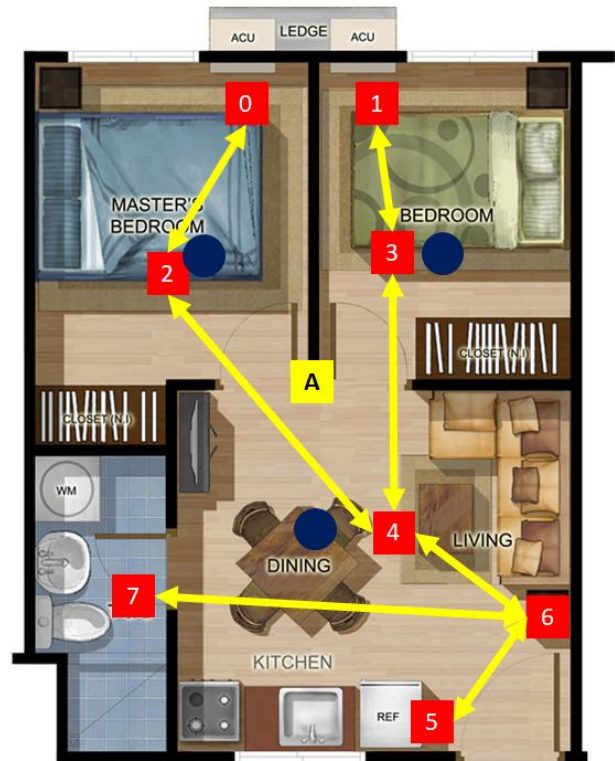 LEDGE
ACU
ACU
0
1
MASTER'S
BEDROOM
BEDROOM
2
3
CLOSET (N.I)
A
CLOSET (N.I)
WM
4
LIVING
DINING
7
6
KITCHEN
REF
5